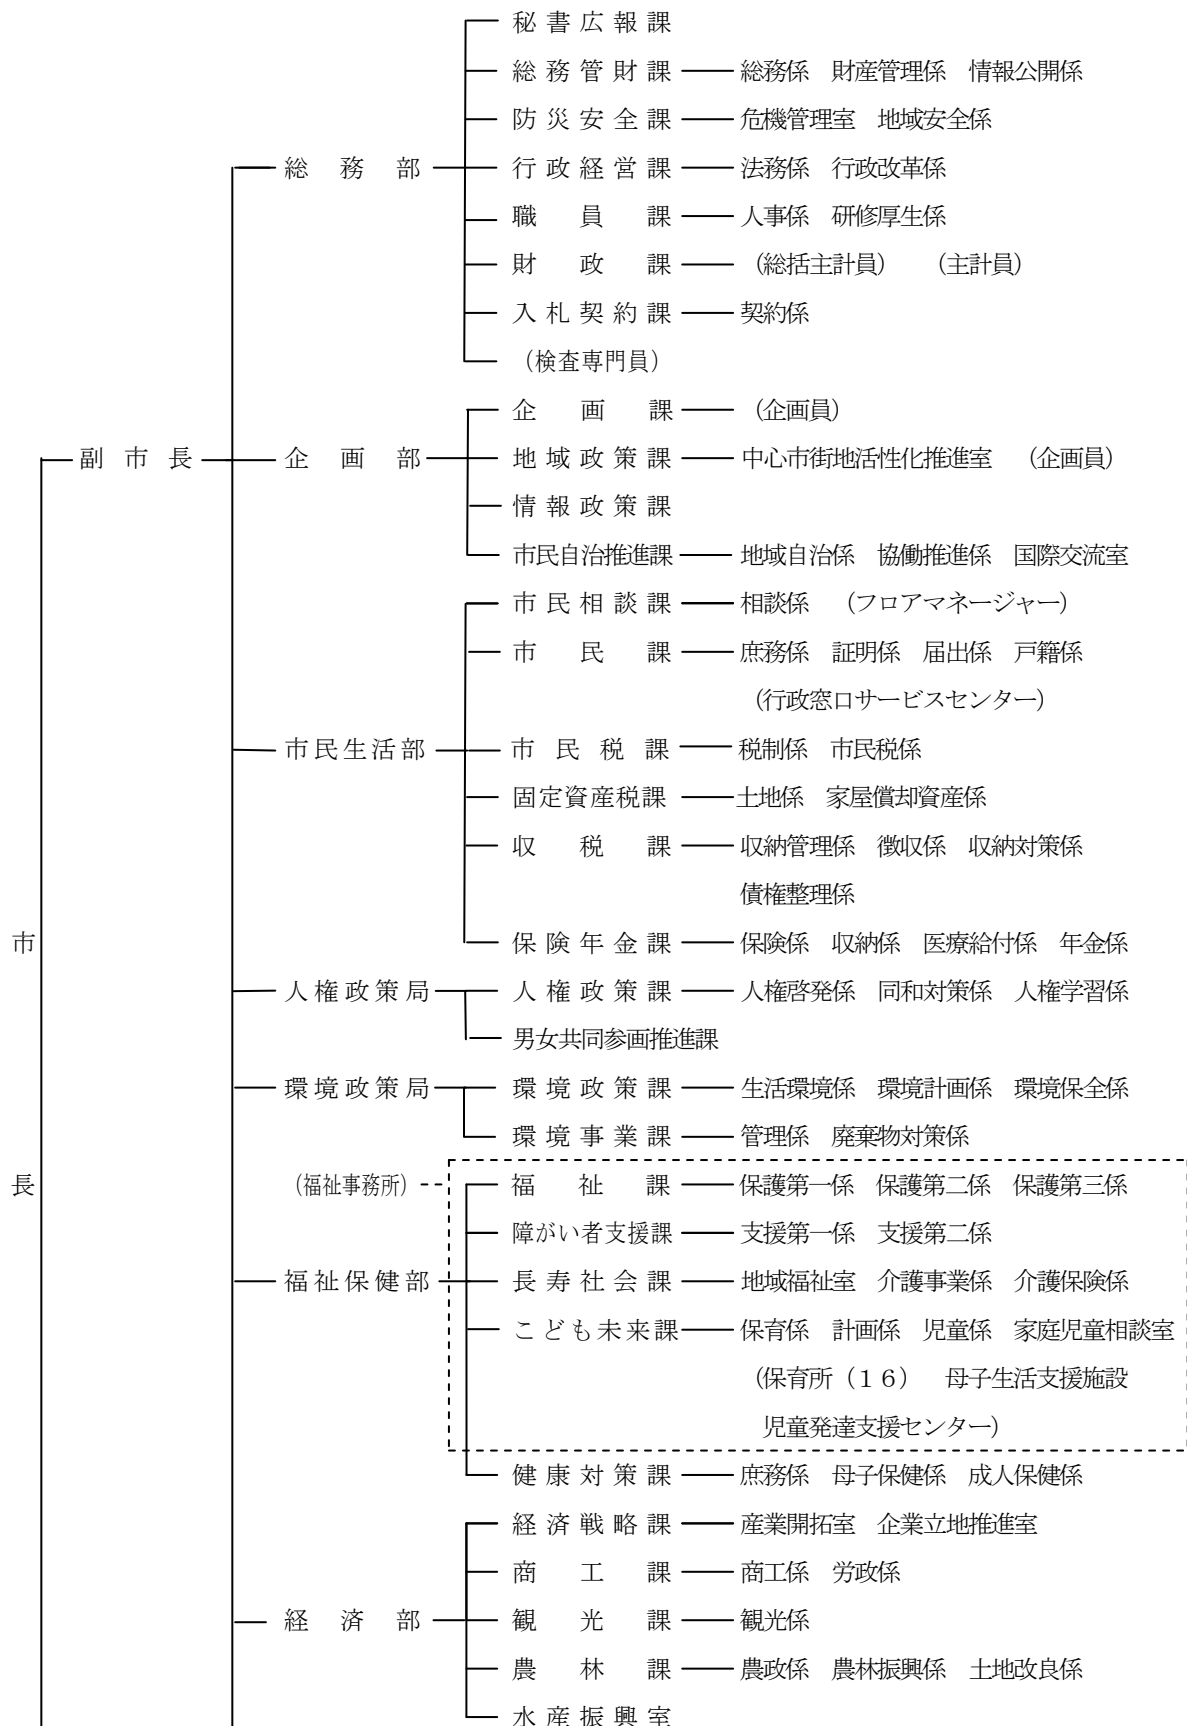 秘書広報課
総務管財課 総務係 財産管理係 情報公開係
防災安全課 危機管理室 地域安全係
総務部 行政経営課 法務係 行政改革係
職員課 人事係 研修厚生係
財政課 (総括主計員) (主計員)
入札契約課 契約係
(検査専門員)
企画課 (企画員)
副市長 企画部 地域政策課 中心市街地活性化推進室 (企画員)
情報政策課
市民自治推進課 地域自治係 協働推進係 国際交流室
市民相談課 相談係 (フロアマネージャー)
市民課 庶務係 証明係 届出係 戸籍係
(行政窓口サービスセンター)
市民生活部 市民税課 税制係 市民税係
固定資産税課 土地係 家屋償却資産係
収税課 収納管理係 徴収係 収納対策係
債権整理係
市長
保険年金課 保険係 収納係 医療給付係 年金係
人権政策局 人権政策課 人権啓発係 同和対策係 人権学習係
男女共同参画推進課
環境政策局 環境政策課 生活環境係 環境計画係 環境保全係
環境事業課 管理係 廃棄物対策係
(福祉事務所) 福祉課 保護第一係 保護第二係 保護第三係
障がい者支援課 支援第一係 支援第二係
福祉保健部 長寿社会課 地域福祉室 介護事業係 介護保険係
こども未来課 保育係 計画係 児童係 家庭児童相談室
(保育所(16) 母子生活支援施設
児童発達支援センター)
健康対策課 庶務係 母子保健係 成人保健係
経済戦略課 産業開拓室 企業立地推進室
商工課 商工係 労政係
経済部 観光課 観光係
農林課 農政係 農林振興係 土地改良係
水産振興室